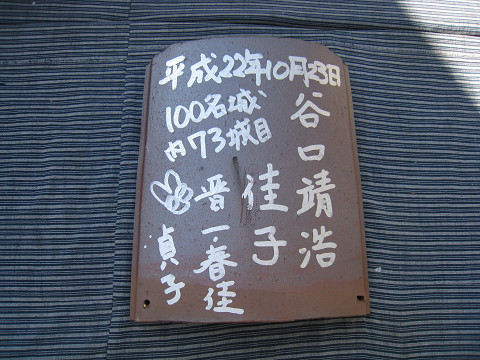 平成22年10月23日
100名城
内73城目
谷口靖浩
佳子
晋一春佳
貞子